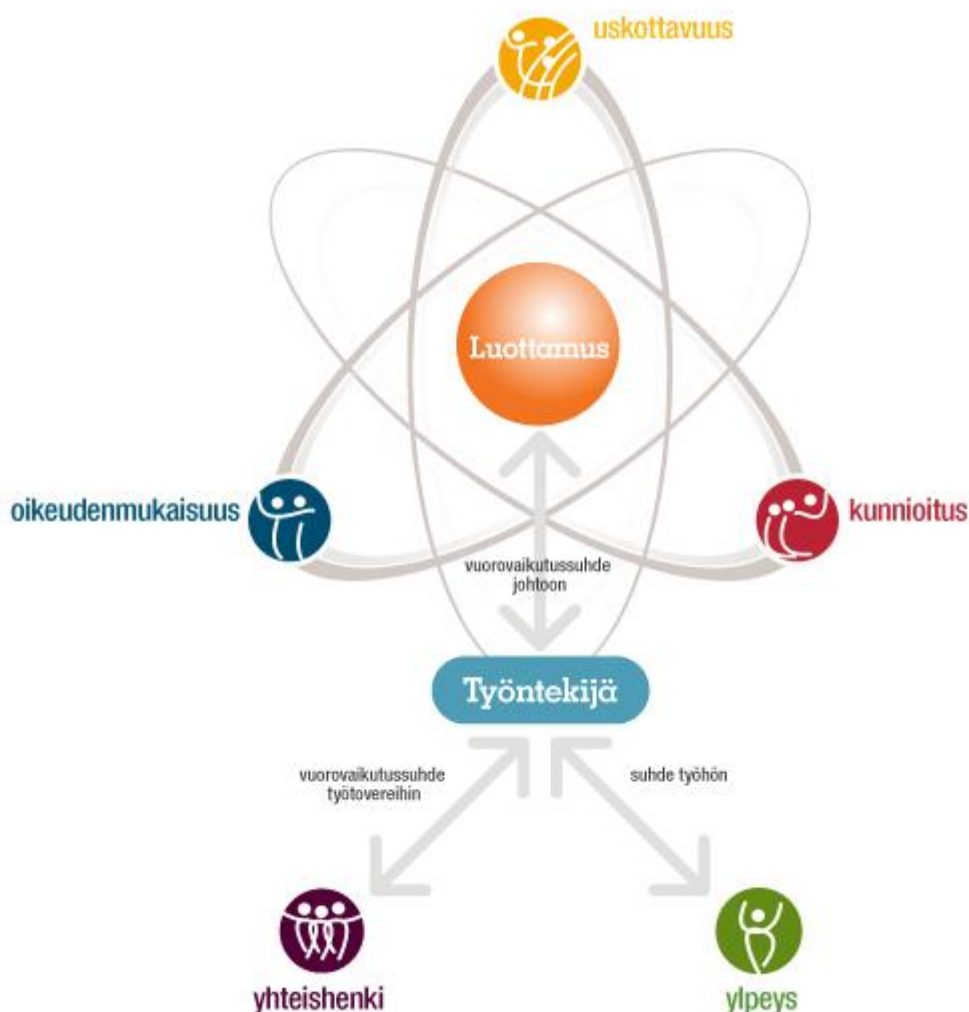 uskottavuus
Luottamus
oikeudenmukaisuus
kunnioitus
vuorovaikutussuhde
johtoon
Työntekijä
vuorovaikutussuhde
työtovereihin
suhde työhön
yhteishenki
ylpeys